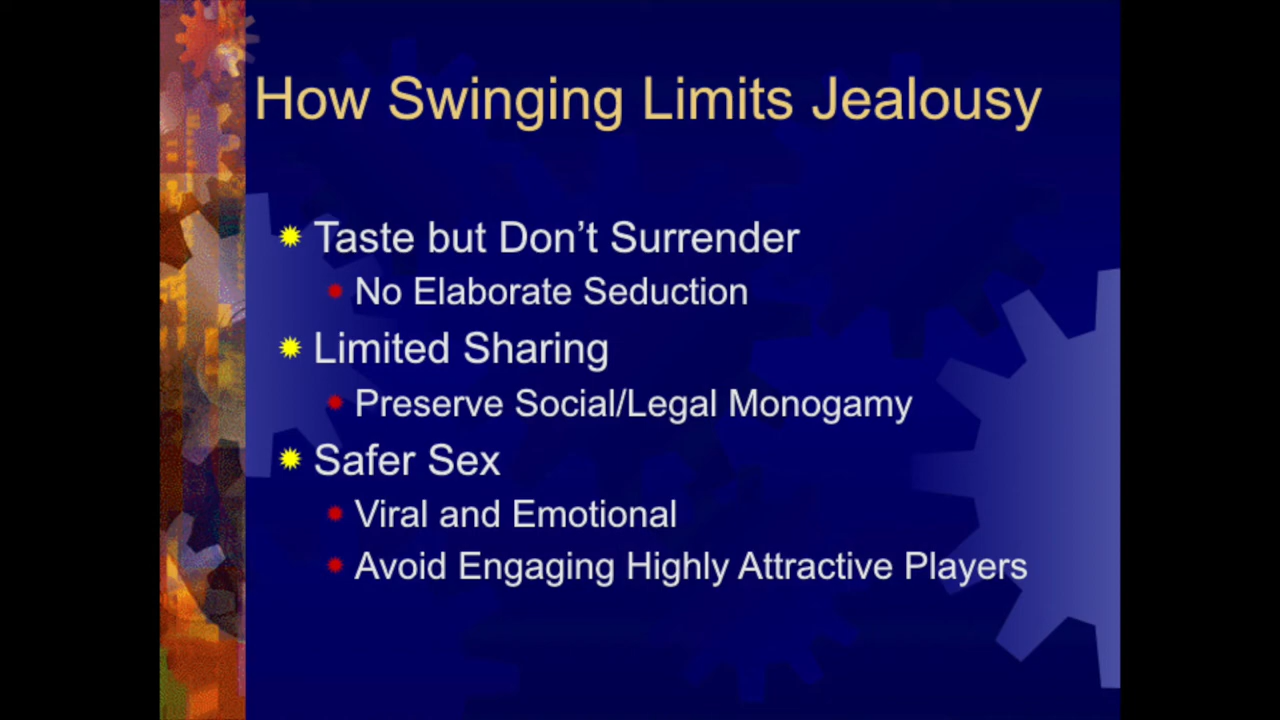 How Swinging Limits Jealousy
Taste but Don’t Surrender
No Elaborate Seduction
Limited Sharing
Preserve Social/Legal Monogamy
Safer Sex
Viral and Emotional
Avoid Engaging Highly Attractive Players